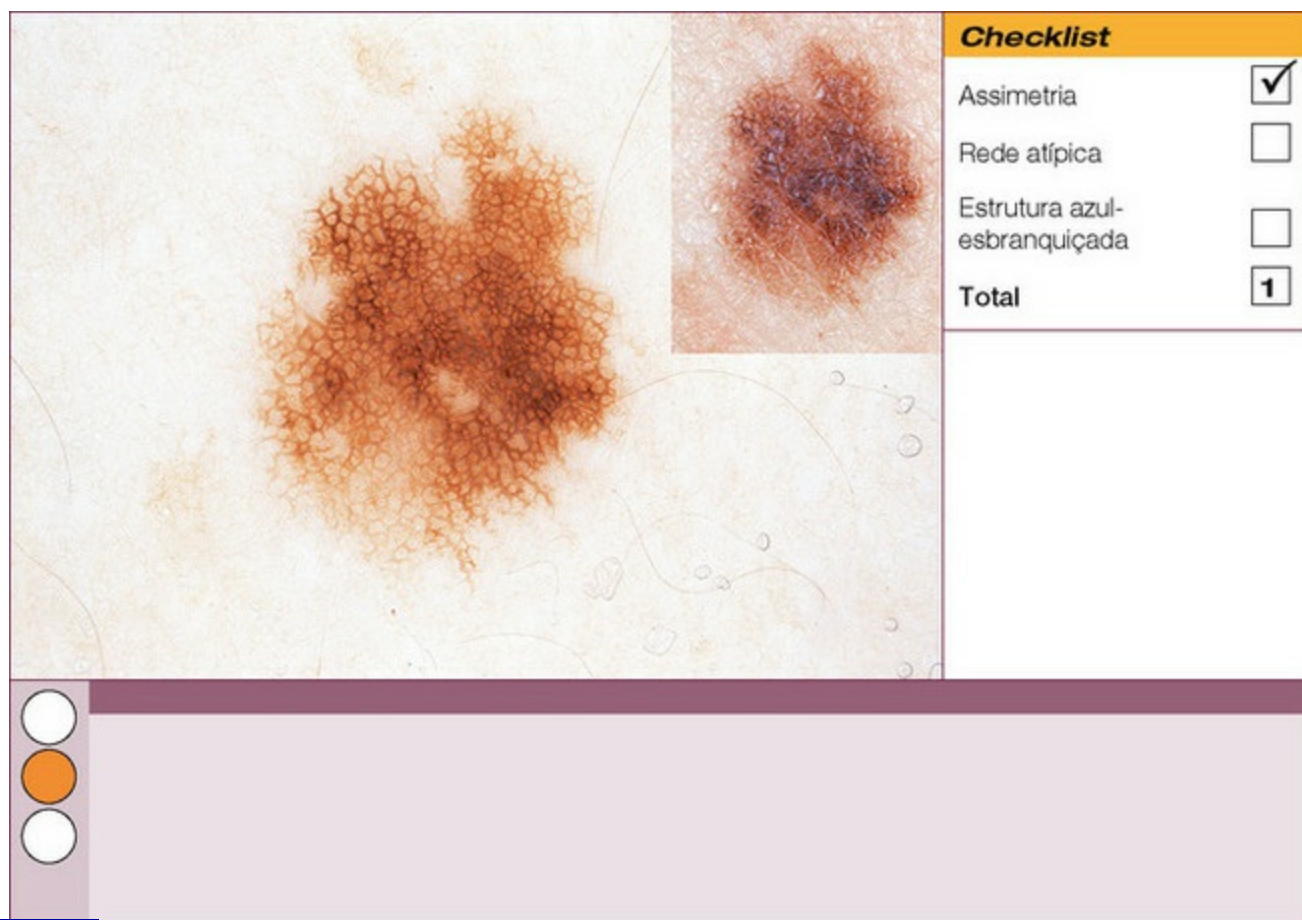 Checklist
Assimetria
Rede atípica
Estrutura azul-
esbranquiçada
Total 1